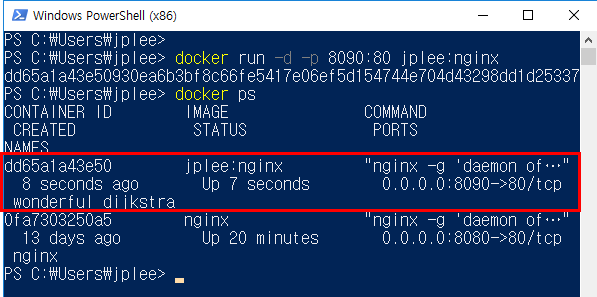 Windows PowerShell (x86)
PS C:\Users\jplee>
PS C:\Users\jplee> docker run -d -p 8090:80 jplee:nginx
dd65a1a43e50930ea6b3bf8c66fe5417e06ef5d154744e704d43298dd1d25337
PS C:\Users\jplee> docker ps
CONTAINER ID IMAGE COMMAND
CREATED STATUS PORTS
NAMES
dd65a1a43e50 jplee:nginx "nginx -g 'daemon of…"
8 seconds ago Up 7 seconds 0.0.0.0:8090->80/tcp
wonderful_dijkstra
0fa7303250a5 nginx "nginx -g 'daemon of…"
13 days ago Up 20 minutes 0.0.0.0:8080->80/tcp
nginx
PS C:\Users\jplee>